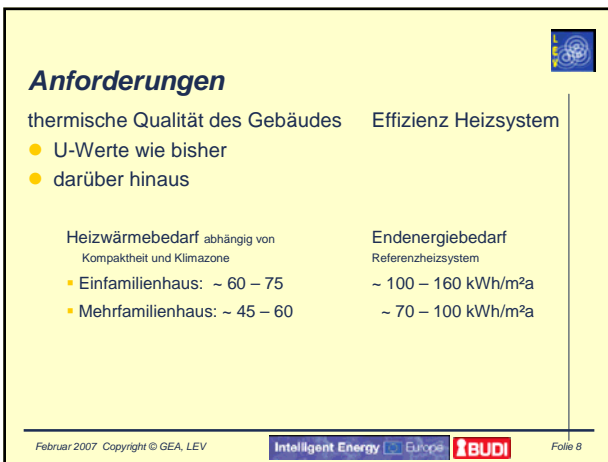 LEV
Anforderungen
thermische Qualität des Gebäudes Effizienz Heizsystem
U-Werte wie bisher
darüber hinaus
Heizwärmebedarf abhängig von Endenergiebedarf
Kompaktheit und Klimazone Referenzheizsystem
Einfamilienhaus: ~ 60 – 75 ~ 100 – 160 kWh/m²a
Mehrfamilienhaus: ~ 45 – 60 ~ 70 – 100 kWh/m²a
Februar 2007 Copyright © GEA, LEV Intelligent Energy Europe BUDI Folie 8